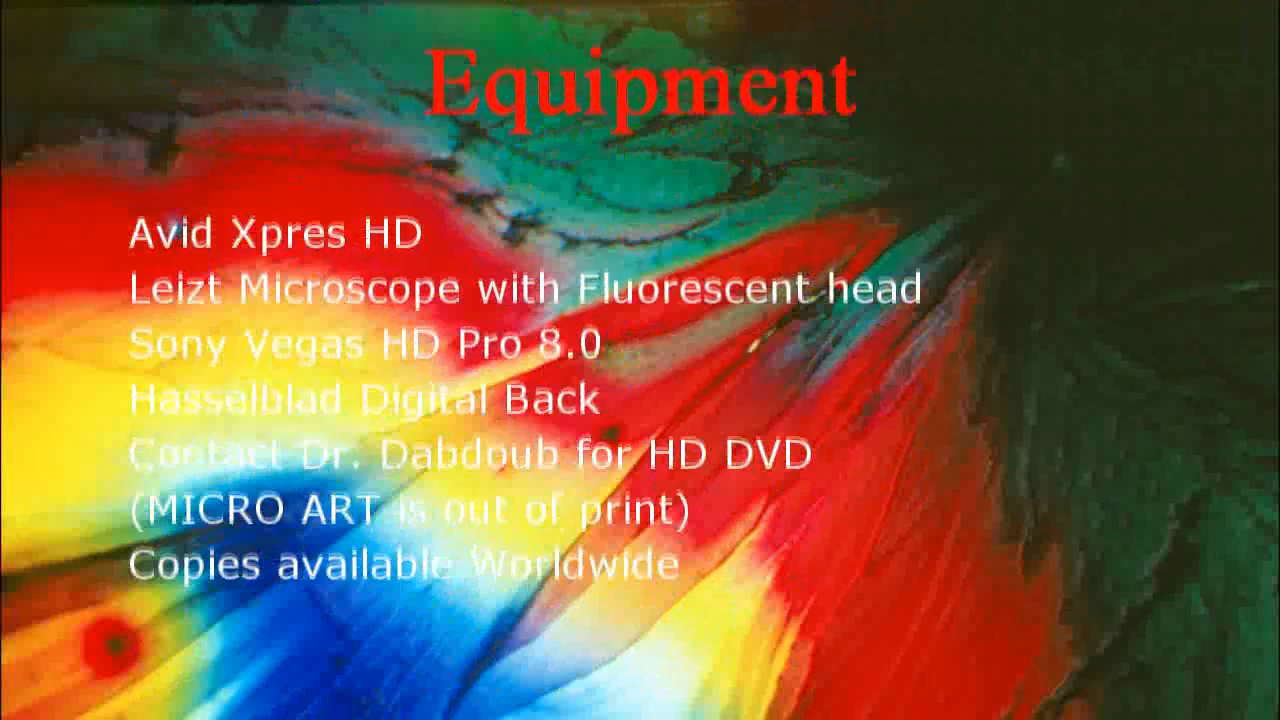 Equipment
Avid Xpres HD
Leizt Microscope with Fluorescent head
Sony Vegas HD Pro 8.0
Hasselblad Digital Back
Contact Dr. Dabdoub for HD DVD
(MICRO ART is out of print)
Copies available Worldwide